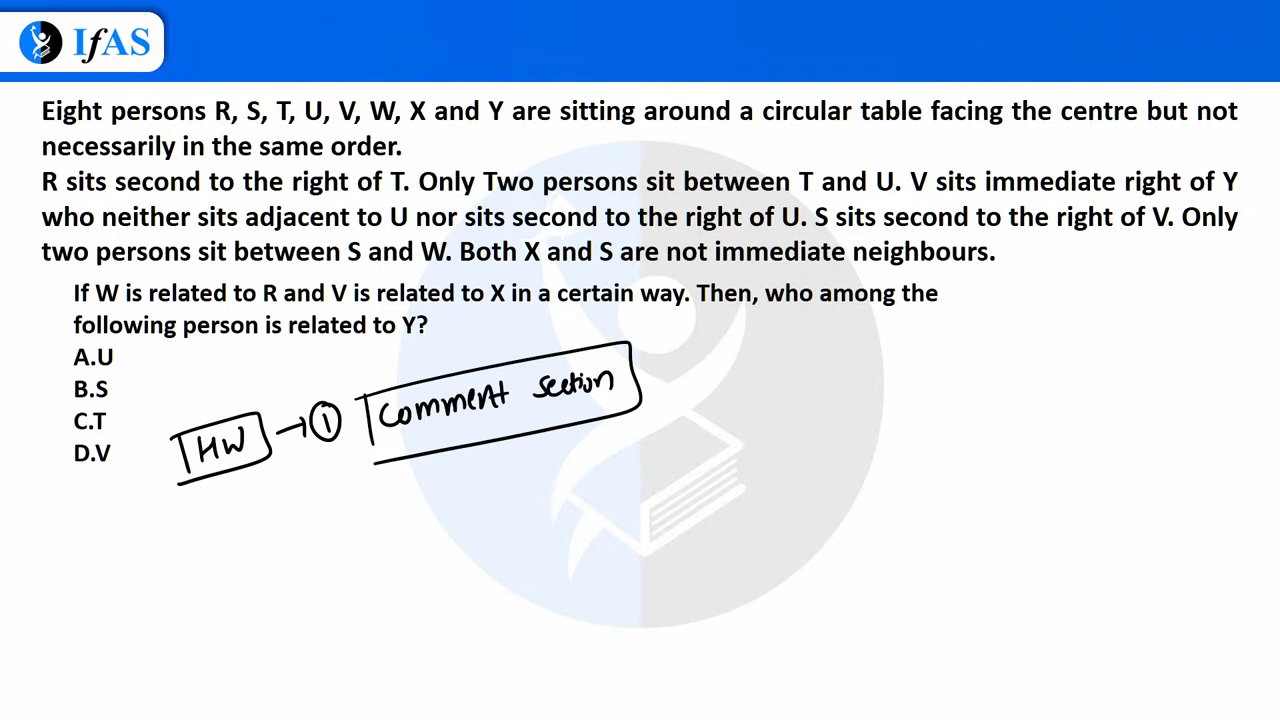 IfAS
Eight persons R, S, T, U, V, W, X and Y are sitting around a circular table facing the centre but not
necessarily in the same order.
R sits second to the right of T. Only Two persons sit between T and U. V sits immediate right of Y
who neither sits adjacent to U nor sits second to the right of U. S sits second to the right of V. Only
two persons sit between S and W. Both X and S are not immediate neighbours.
If W is related to R and V is related to X in a certain way. Then, who among the
following person is related to Y?
A.U
B.S
C.T
D.V
HW → 1 Comment section